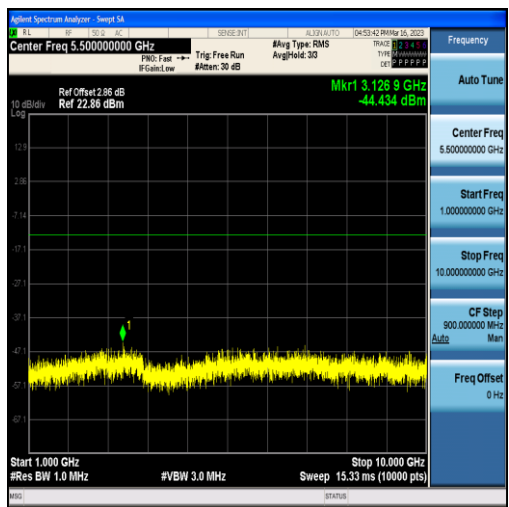 Agilent Spectrum Analyzer - Swept SA
RL RF 50 Ω AC SENSE:INT ALIGN AUTO 04:53:42 PM Mar 16, 2023
Center Freq 5.500000000 GHz #Avg Type: RMS TRACE 1 2 3 4 5 6
PNO: Fast Trig: Free Run Avg|Hold: 3/3 TYPE
IFGain:Low #Atten: 30 dB DET P P P P P P
Ref Offset 2.86 dB
10 dB/div Ref 22.86 dBm
Log
Mkr1 3.126 9 GHz
-44.434 dBm
12.9
2.86
-7.14
-17.1
-27.1
-37.1
-47.1
-57.1
-67.1
1
Start 1.000 GHz Stop 10.000 GHz
#Res BW 1.0 MHz #VBW 3.0 MHz Sweep 15.33 ms (10000 pts)
MSG STATUS
Frequency
Auto Tune
Center Freq
5.500000000 GHz
Start Freq
1.000000000 GHz
Stop Freq
10.000000000 GHz
CF Step
900.000000 MHz
Auto Man
Freq Offset
0 Hz